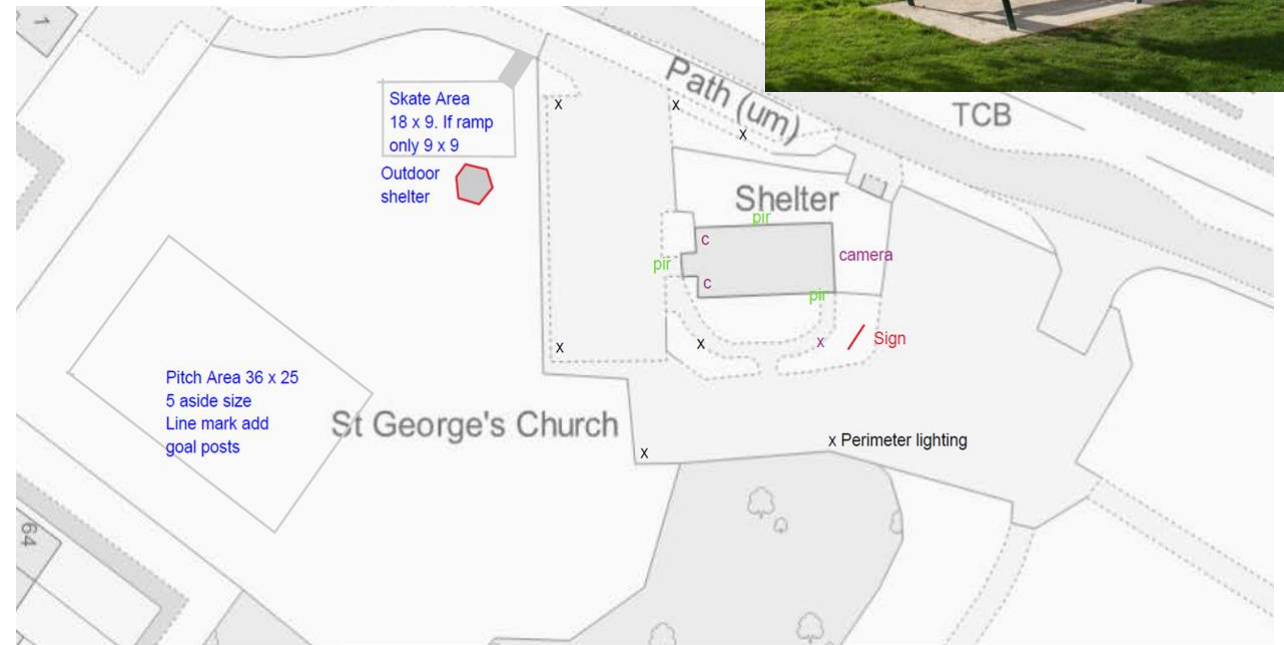 1
Path (um)
TCB
Skate Area
18 x 9. If ramp
only 9 x 9
x
x
x
Outdoor
shelter
Shelter
pir
c
camera
pir
c
pir
x
x
x
Sign
Pitch Area 36 x 25
5 aside size
Line mark add
goal posts
St George's Church
x
x Perimeter lighting
64